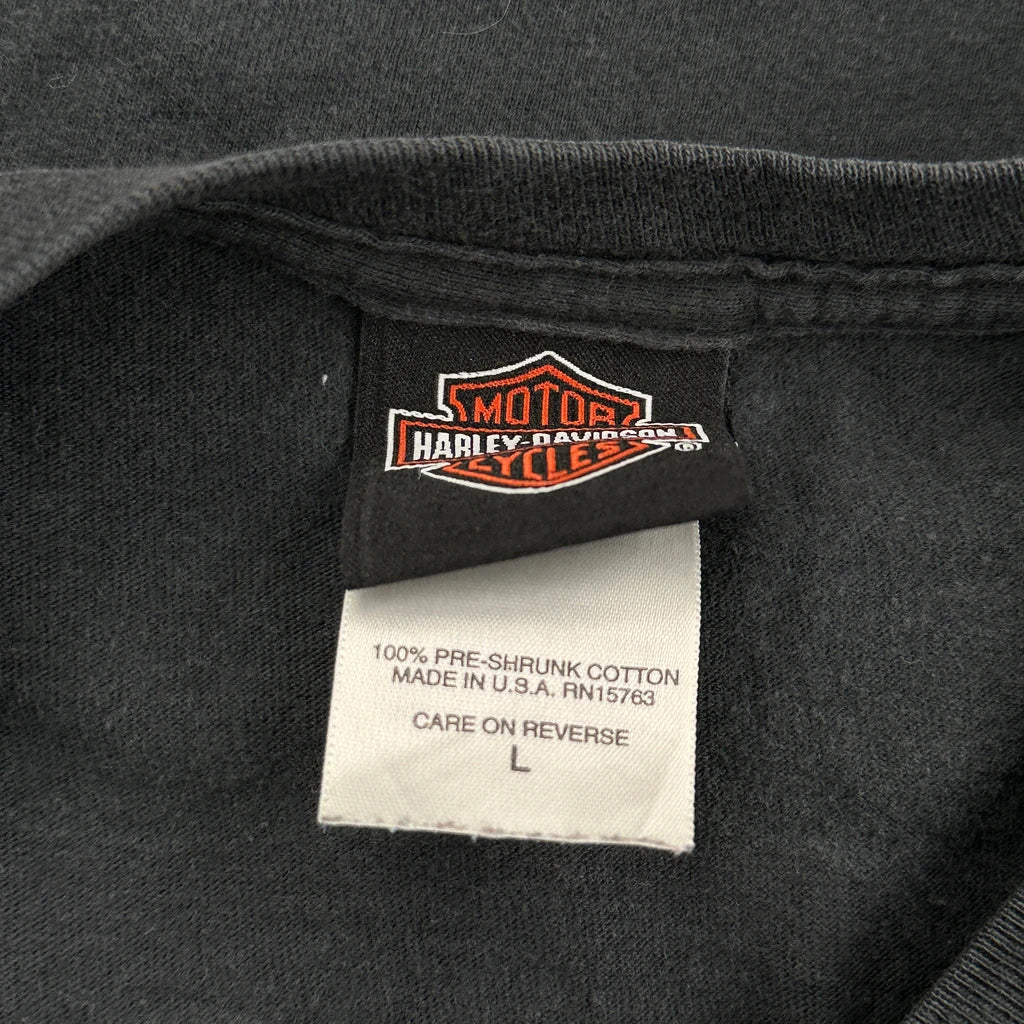 MOTOR
HARLEY-DAVIDSON
CYCLES
®
100% PRE-SHRUNK COTTON
MADE IN U.S.A. RN15763
CARE ON REVERSE
L